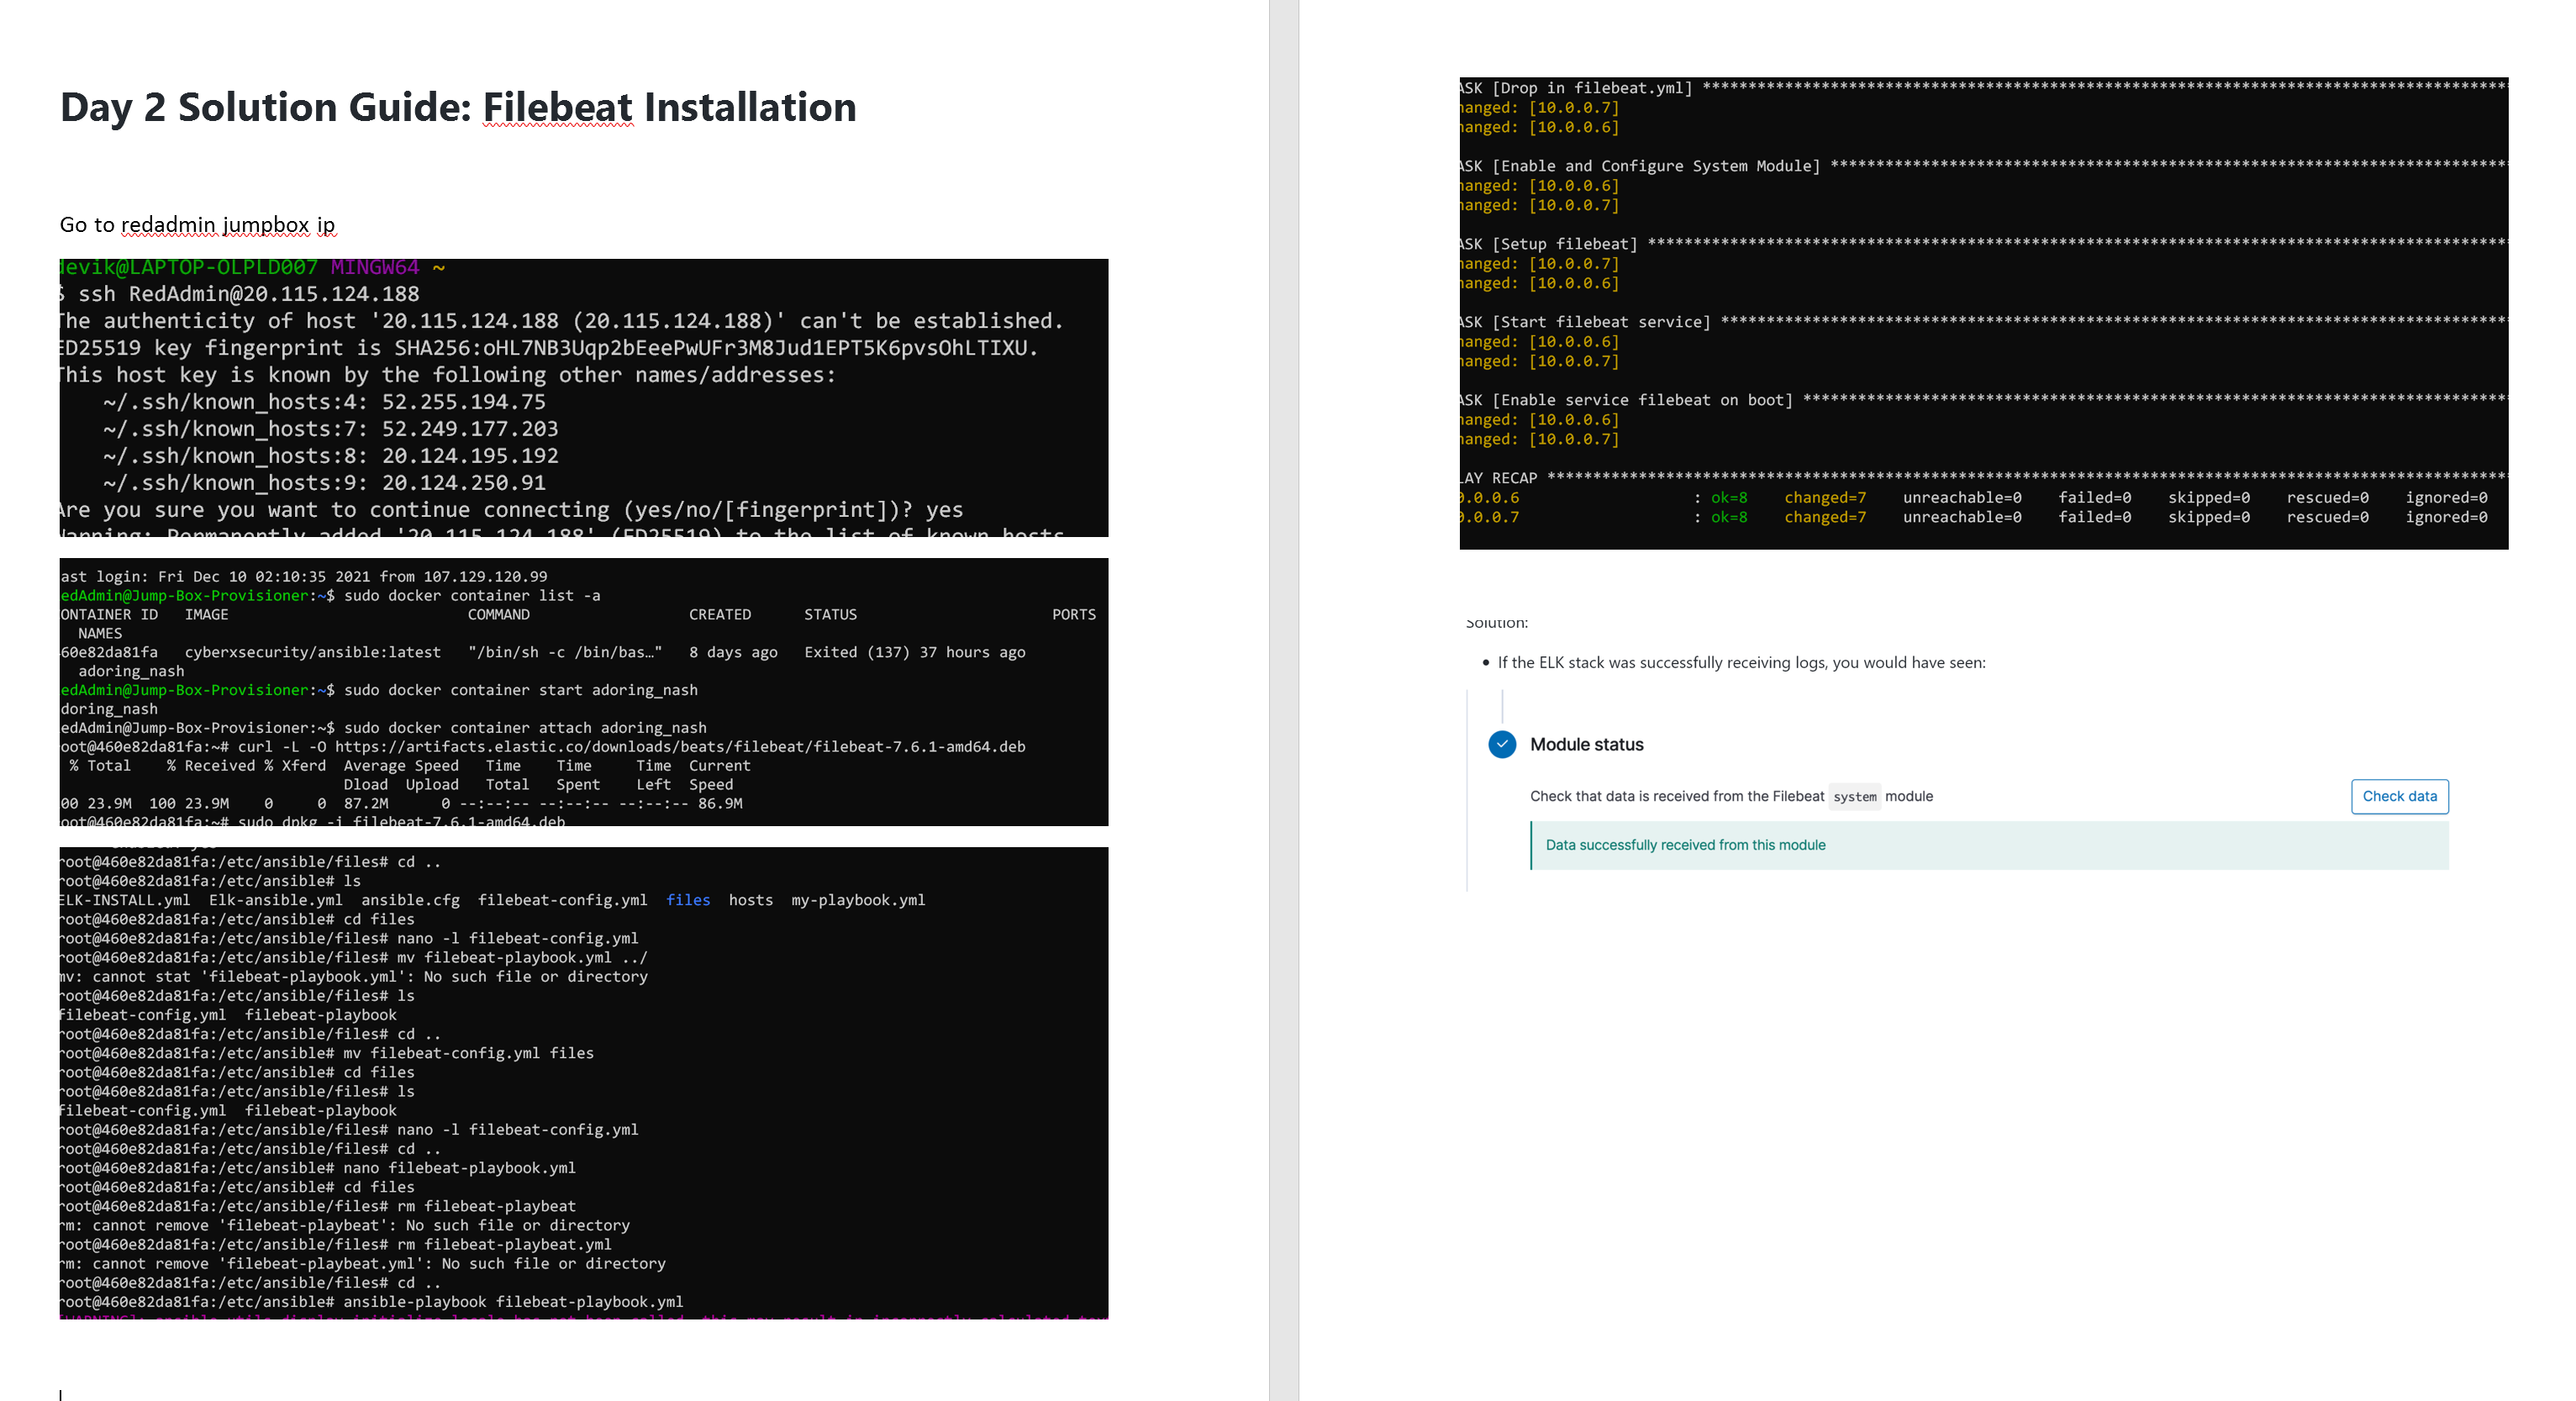 Day 2 Solution Guide: Filebeat Installation
Go to redadmin jumpbox ip
devik@LAPTOP-OLPLD007 MINGW64 ~
$ ssh RedAdmin@20.115.124.188
The authenticity of host '20.115.124.188 (20.115.124.188)' can't be established.
ED25519 key fingerprint is SHA256:oHL7NB3Uqp2bEeePwUFr3M8Jud1EPT5K6pvsOhLTIXU.
This host key is known by the following other names/addresses:
~/.ssh/known_hosts:4: 52.255.194.75
~/.ssh/known_hosts:7: 52.249.177.203
~/.ssh/known_hosts:8: 20.124.195.192
~/.ssh/known_hosts:9: 20.124.250.91
Are you sure you want to continue connecting (yes/no/[fingerprint])? yes
Warning: Permanently added '20.115.124.188' (ED25519) to the list of known hosts
ast login: Fri Dec 10 02:10:35 2021 from 107.129.120.99
edAdmin@Jump-Box-Provisioner:~$ sudo docker container list -a
ONTAINER ID IMAGE COMMAND CREATED STATUS PORTS
NAMES
60e82da81fa cyberxsecurity/ansible:latest "/bin/sh -c /bin/bas…" 8 days ago Exited (137) 37 hours ago
adoring_nash
edAdmin@Jump-Box-Provisioner:~$ sudo docker container start adoring_nash
doring_nash
edAdmin@Jump-Box-Provisioner:~$ sudo docker container attach adoring_nash
oot@460e82da81fa:~# curl -L -O https://artifacts.elastic.co/downloads/beats/filebeat/filebeat-7.6.1-amd64.deb
% Total % Received % Xferd Average Speed Time Time Time Current
Dload Upload Total Spent Left Speed
00 23.9M 100 23.9M 0 0 87.2M 0 --:--:-- --:--:-- --:--:-- 86.9M
oot@460e82da81fa:~# sudo dpkg -i filebeat-7.6.1-amd64.deb
root@460e82da81fa:/etc/ansible/files# cd ..
root@460e82da81fa:/etc/ansible# ls
ELK-INSTALL.yml Elk-ansible.yml ansible.cfg filebeat-config.yml files hosts my-playbook.yml
root@460e82da81fa:/etc/ansible# cd files
root@460e82da81fa:/etc/ansible/files# nano -l filebeat-config.yml
root@460e82da81fa:/etc/ansible/files# mv filebeat-playbook.yml ../
mv: cannot stat 'filebeat-playbook.yml': No such file or directory
root@460e82da81fa:/etc/ansible/files# ls
filebeat-config.yml filebeat-playbook
root@460e82da81fa:/etc/ansible/files# cd ..
root@460e82da81fa:/etc/ansible# mv filebeat-config.yml files
root@460e82da81fa:/etc/ansible# cd files
root@460e82da81fa:/etc/ansible/files# ls
filebeat-config.yml filebeat-playbook
root@460e82da81fa:/etc/ansible/files# nano -l filebeat-config.yml
root@460e82da81fa:/etc/ansible/files# cd ..
root@460e82da81fa:/etc/ansible# nano filebeat-playbook.yml
root@460e82da81fa:/etc/ansible# cd files
root@460e82da81fa:/etc/ansible/files# rm filebeat-playbeat
rm: cannot remove 'filebeat-playbeat': No such file or directory
root@460e82da81fa:/etc/ansible/files# rm filebeat-playbeat.yml
rm: cannot remove 'filebeat-playbeat.yml': No such file or directory
root@460e82da81fa:/etc/ansible/files# cd ..
root@460e82da81fa:/etc/ansible# ansible-playbook filebeat-playbook.yml
ASK [Drop in filebeat.yml] ****************************************************************************************
hanged: [10.0.0.7]
hanged: [10.0.0.6]
ASK [Enable and Configure System Module] **************************************************************************
hanged: [10.0.0.6]
hanged: [10.0.0.7]
ASK [Setup filebeat] **********************************************************************************************
hanged: [10.0.0.7]
hanged: [10.0.0.6]
ASK [Start filebeat service] **************************************************************************************
hanged: [10.0.0.6]
hanged: [10.0.0.7]
ASK [Enable service filebeat on boot] *****************************************************************************
hanged: [10.0.0.6]
hanged: [10.0.0.7]
LAY RECAP *********************************************************************************************************
0.0.0.6 : ok=8 changed=7 unreachable=0 failed=0 skipped=0 rescued=0 ignored=0
0.0.0.7 : ok=8 changed=7 unreachable=0 failed=0 skipped=0 rescued=0 ignored=0
Solution:
• If the ELK stack was successfully receiving logs, you would have seen:
Module status
Check that data is received from the Filebeat system module
Check data
Data successfully received from this module